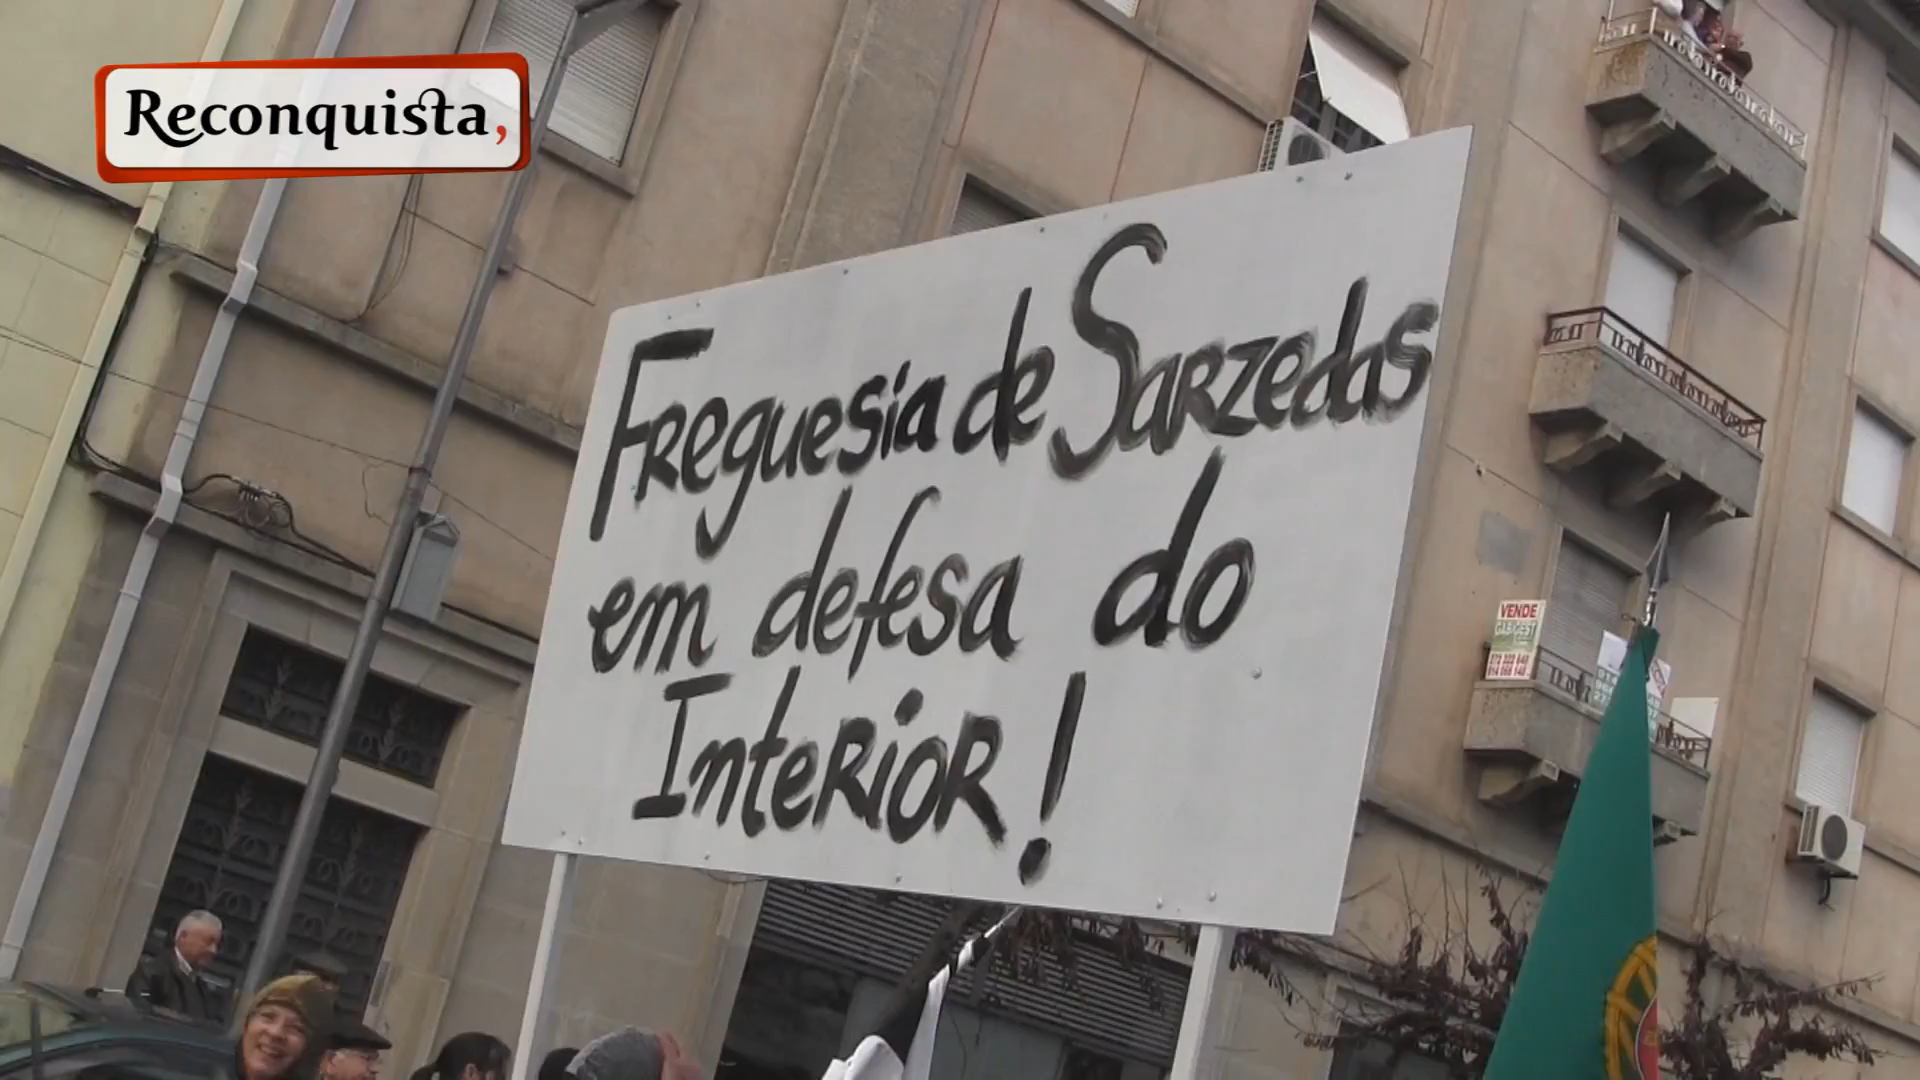 Reconquista,
Freguesia de Sarzedas
em defesa do
Interior!
VENDE